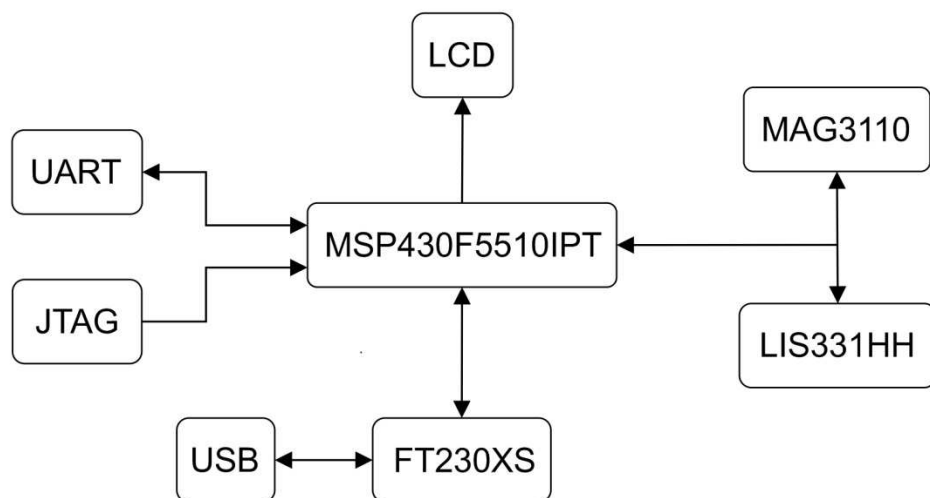 LCD
MAG3110
UART
MSP430F5510IPT
JTAG
LIS331HH
USB
FT230XS